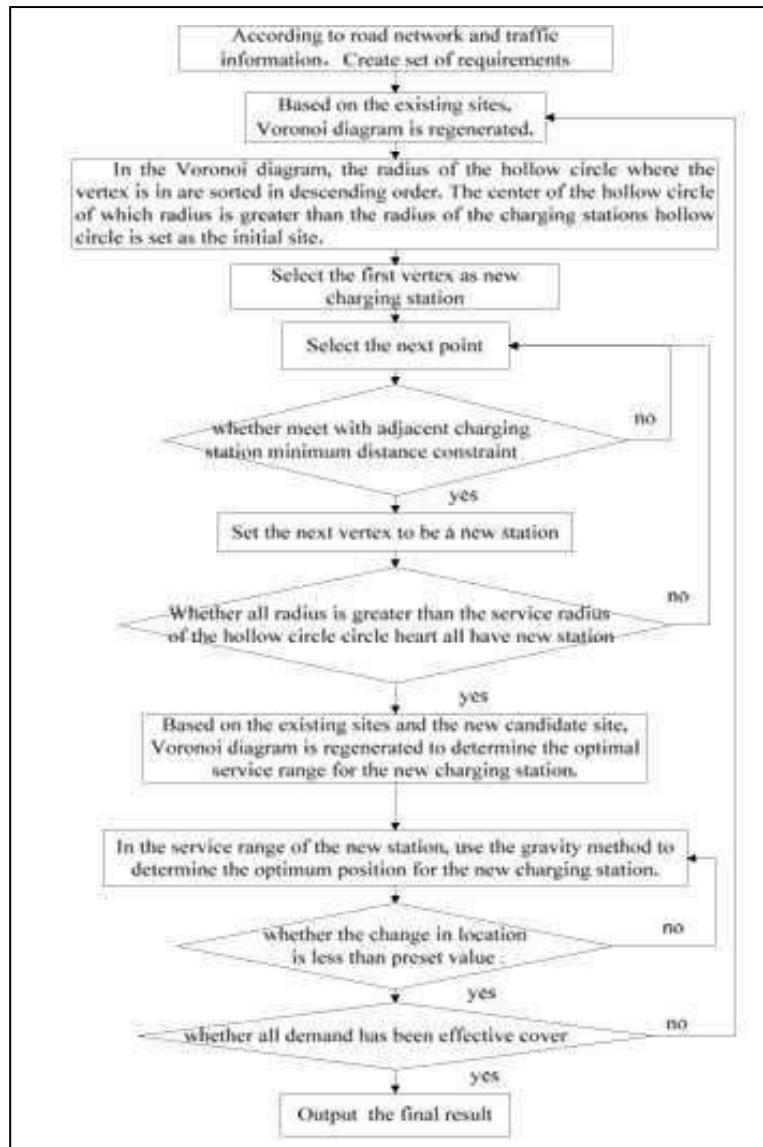 According to road network and traffic
information. Create set of requirements
Based on the existing sites,
Voronoi diagram is regenerated.
In the Voronoi diagram, the radius of the hollow circle where the
vertex is in are sorted in descending order. The center of the hollow circle
of which radius is greater than the radius of the charging stations hollow
circle is set as the initial site.
Select the first vertex as new
charging station
Select the next point
whether meet with adjacent charging
station minimum distance constraint
no
yes
Set the next vertex to be a new station
Whether all radius is greater than the service radius
of the hollow circle circle heart all have new station
no
yes
Based on the existing sites and the new candidate site,
Voronoi diagram is regenerated to determine the optimal
service range for the new charging station.
In the service range of the new station, use the gravity method to
determine the optimum position for the new charging station.
whether the change in location
is less than preset value
no
yes
whether all demand has been effective cover
no
yes
Output the final result